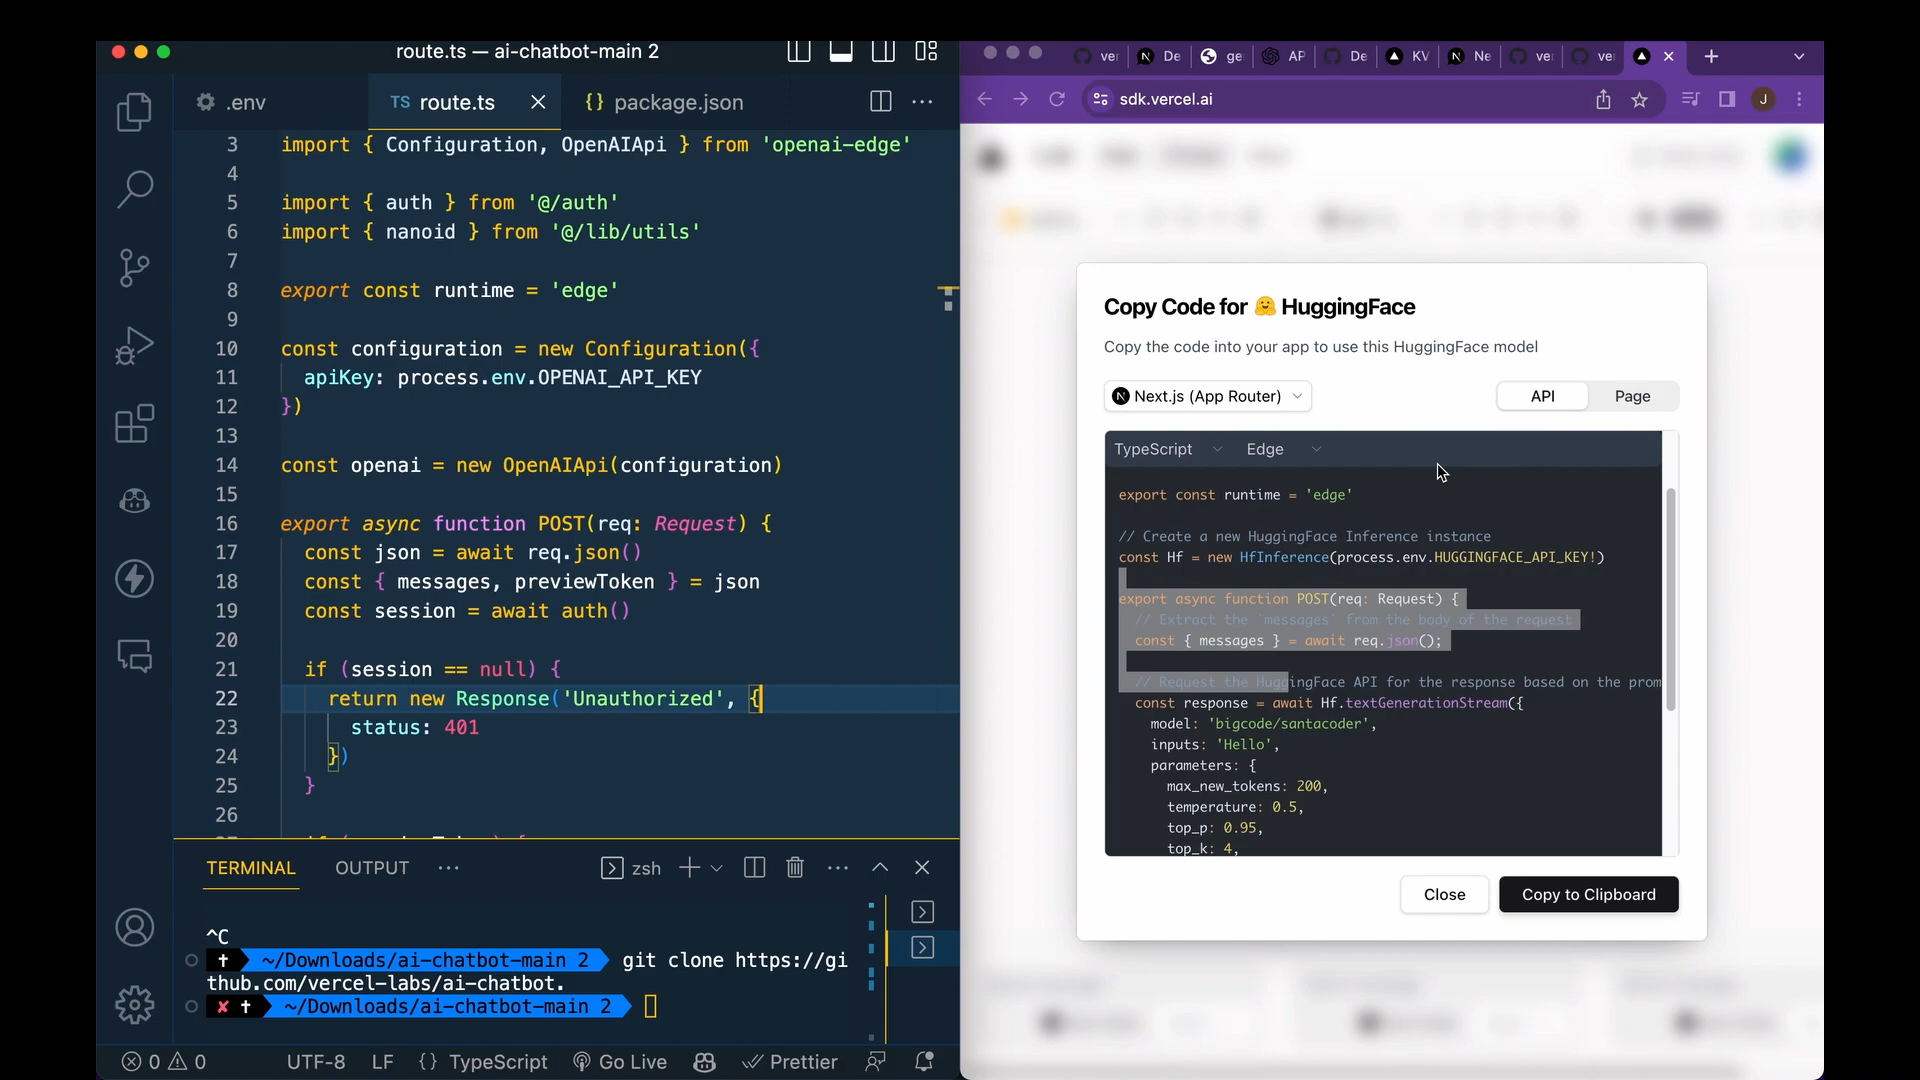 route.ts — ai-chatbot-main 2
.env
TS route.ts
{} package.json
3 import { Configuration, OpenAIApi } from 'openai-edge'
4
5 import { auth } from '@/auth'
6 import { nanoid } from '@/lib/utils'
7
8 export const runtime = 'edge'
9
10 const configuration = new Configuration({
11 apiKey: process.env.OPENAI_API_KEY
12 })
13
14 const openai = new OpenAIApi(configuration)
15
16 export async function POST(req: Request) {
17 const json = await req.json()
18 const { messages, previewToken } = json
19 const session = await auth()
20
21 if (session == null) {
22 return new Response('Unauthorized', {
23 status: 401
24 })
25 }
26
TERMINAL OUTPUT ··· zsh
^C
~/Downloads/ai-chatbot-main 2 git clone https://gi
thub.com/vercel-labs/ai-chatbot.
✘ ✝ ~/Downloads/ai-chatbot-main 2
0 0 UTF-8 LF {} TypeScript Go Live Prettier
ver De ge AP De KV Ne ve ve
sdk.vercel.ai
J
Copy Code for 🤗 HuggingFace
Copy the code into your app to use this HuggingFace model
Next.js (App Router)
API Page
TypeScript Edge
export const runtime = 'edge'
// Create a new HuggingFace Inference instance
const Hf = new HfInference(process.env.HUGGINGFACE_API_KEY!)
export async function POST(req: Request) {
// Extract the `messages` from the body of the request
const { messages } = await req.json();
// Request the HuggingFace API for the response based on the prom
const response = await Hf.textGenerationStream({
model: 'bigcode/santacoder',
inputs: 'Hello',
parameters: {
max_new_tokens: 200,
temperature: 0.5,
top_p: 0.95,
top_k: 4,
Close Copy to Clipboard